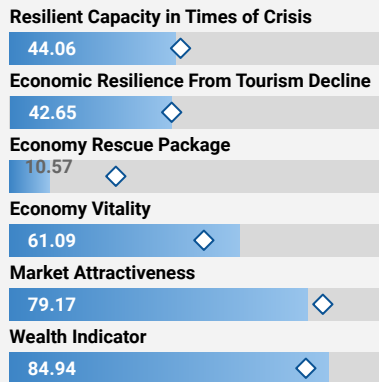 Resilient Capacity in Times of Crisis
44.06
Economic Resilience From Tourism Decline
42.65
Economy Rescue Package
10.57
Economy Vitality
61.09
Market Attractiveness
79.17
Wealth Indicator
84.94